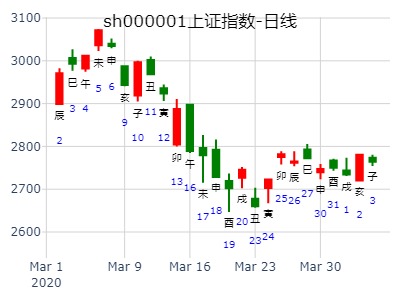 sh000001上证指数-日线
3100
3000
2900
2800
2700
2600
辰 巳 午 未 申 亥 子 丑 寅 卯 午 未 申 酉 戌 丑 寅 卯 辰 巳 申 酉 戌 亥 子
2 3 4 5 6 9 10 11 12 13 16 17 18 19 20 23 24 25 26 27 30 31 1 2 3
Mar 1 Mar 9 Mar 16 Mar 23 Mar 30
2020